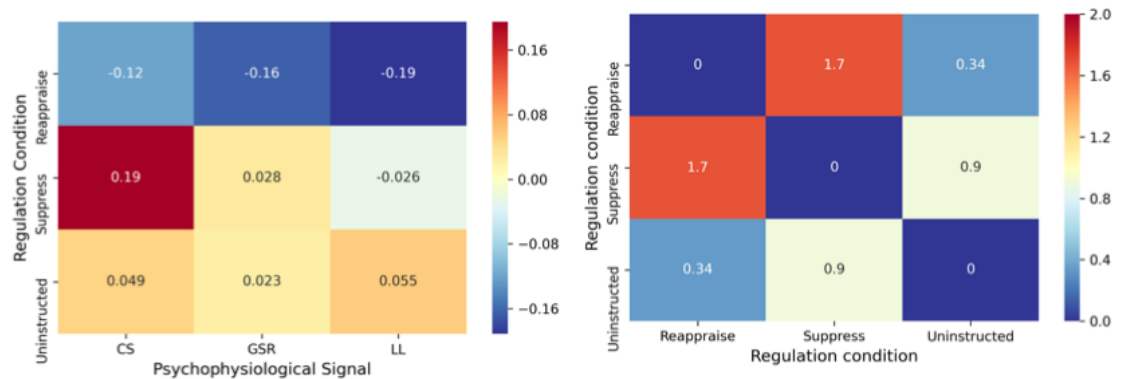 Regulation Condition
Reappraise
Suppress
Uninstructed
-0.12 -0.16 -0.19
0.19 0.028 -0.026
0.049 0.023 0.055
CS GSR LL
Psychophysiological Signal
0.16
0.08
0.00
−0.08
−0.16
Regulation condition
Reappraise
Suppress
Uninstructed
0 1.7 0.34
1.7 0 0.9
0.34 0.9 0
Reappraise Suppress Uninstructed
Regulation condition
2.0
1.6
1.2
0.8
0.4
0.0